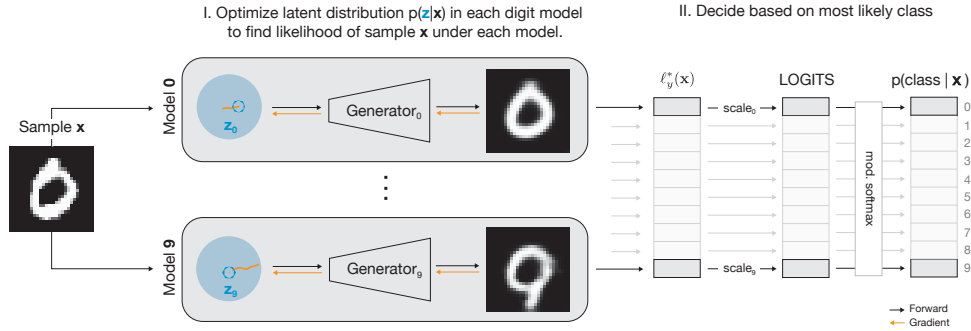 I. Optimize latent distribution p(z|x) in each digit model
to find likelihood of sample x under each model.
II. Decide based on most likely class
Sample x
Model 0
z₀
Generator₀
Model 9
z₉
Generator₉
ℓ*ᵧ(x)
LOGITS
p(class | x)
scale₀
scale₉
mod. softmax
0
1
2
3
4
5
6
7
8
9
Forward
Gradient